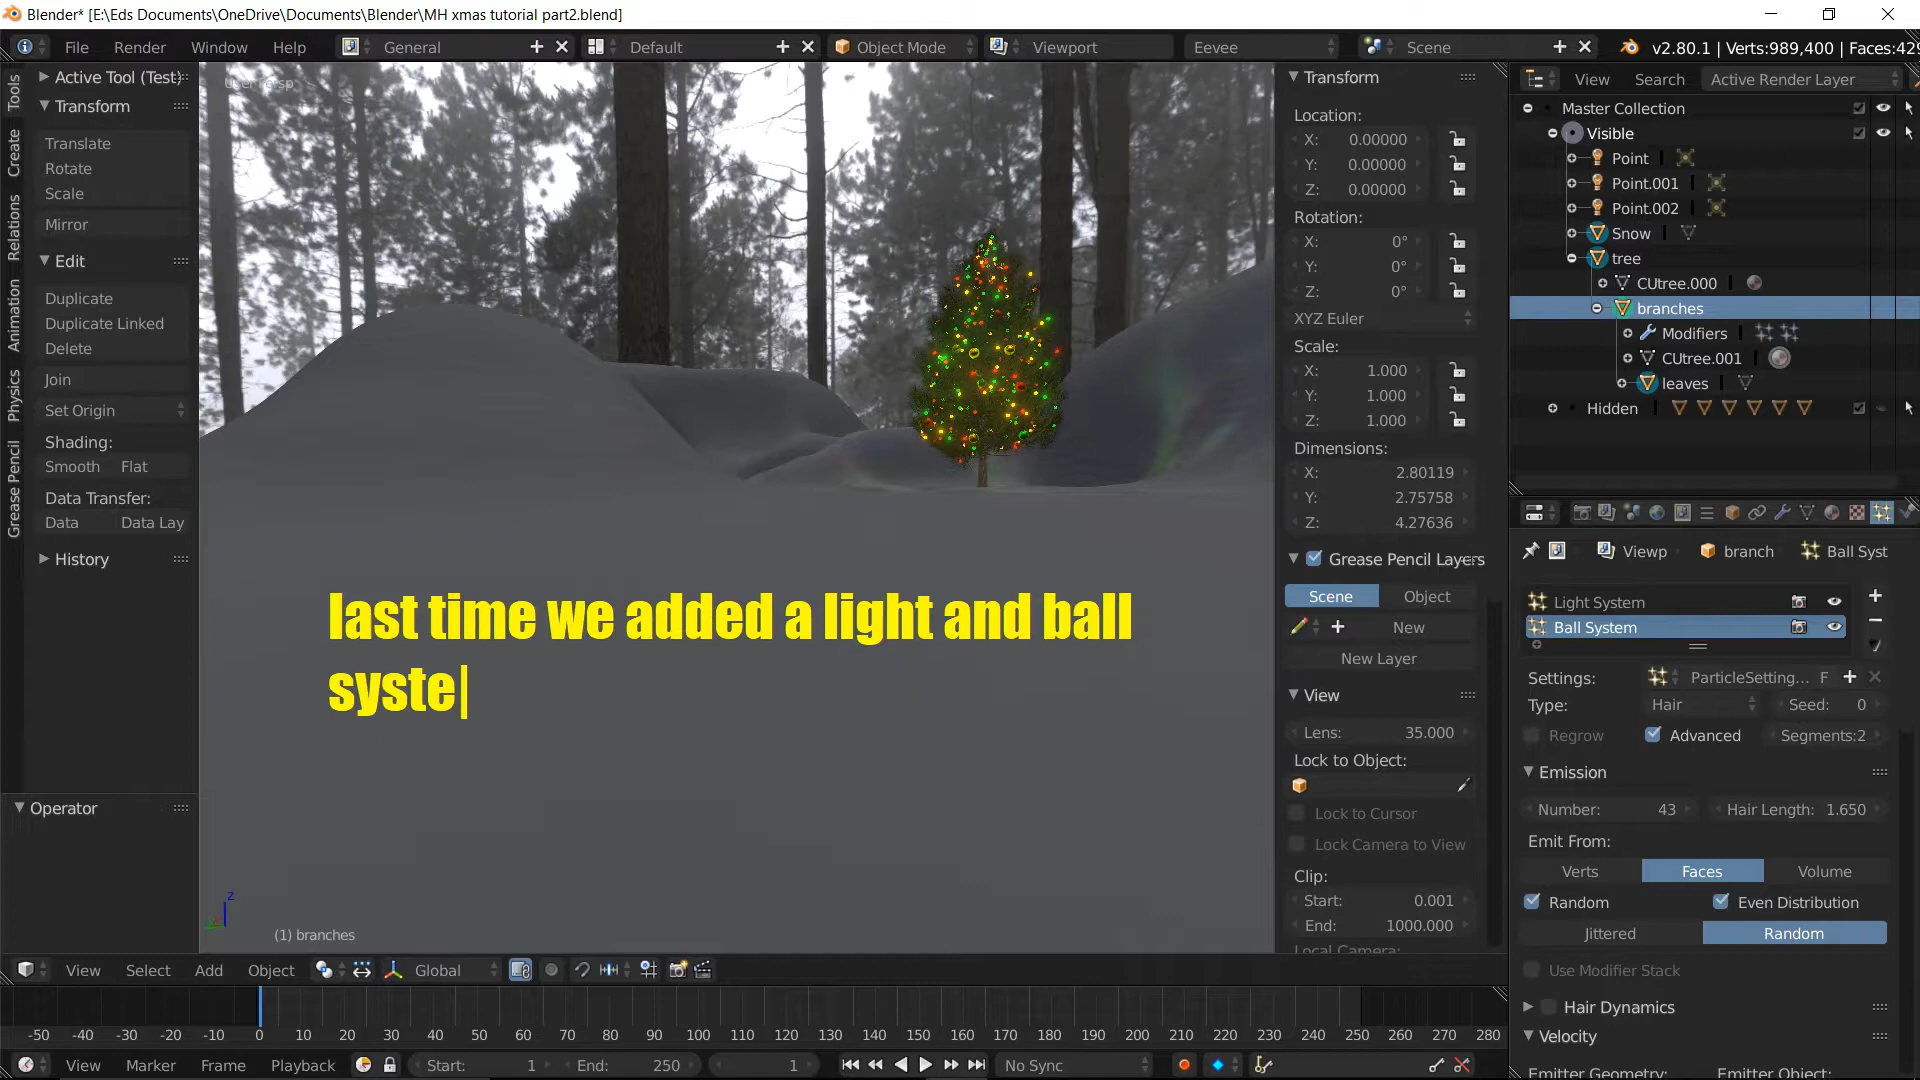 Blender* [E:\Eds Documents\OneDrive\Documents\Blender\MH xmas tutorial part2.blend]
File Render Window Help General Default Object Mode Viewport Eevee Scene v2.80.1 | Verts:989,400 | Faces:429
Tools
Create
Relations
Animation
Physics
Grease Pencil
Active Tool (Test)
Transform
Translate
Rotate
Scale
Mirror
Edit
Duplicate
Duplicate Linked
Delete
Join
Set Origin
Shading:
Smooth Flat
Data Transfer:
Data Data Lay
History
Operator
User Persp
last time we added a light and ball
syste
z
(1) branches
Transform
Location:
X: 0.00000
Y: 0.00000
Z: 0.00000
Rotation:
X: 0°
Y: 0°
Z: 0°
XYZ Euler
Scale:
X: 1.000
Y: 1.000
Z: 1.000
Dimensions:
X: 2.80119
Y: 2.75758
Z: 4.27636
Grease Pencil Layers
Scene Object
New
New Layer
View
Lens: 35.000
Lock to Object:
Lock to Cursor
Lock Camera to View
Clip:
Start: 0.001
End: 1000.000
Local Camera:
View Search Active Render Layer
Master Collection
Visible
Point
Point.001
Point.002
Snow
tree
CUtree.000
branches
Modifiers
CUtree.001
leaves
Hidden
Viewp branch Ball Syst
Light System
Ball System
Settings: ParticleSetting... F
Type: Hair Seed: 0
Regrow Advanced Segments:2
Emission
Number: 43 Hair Length: 1.650
Emit From:
Verts Faces Volume
Random Even Distribution
Jittered Random
Use Modifier Stack
Hair Dynamics
Velocity
Emitter Geometry: Emitter Object:
View Select Add Object Global
-50 -40 -30 -20 -10 0 10 20 30 40 50 60 70 80 90 100 110 120 130 140 150 160 170 180 190 200 210 220 230 240 250 260 270 280
View Marker Frame Playback Start: 1 End: 250 1 No Sync